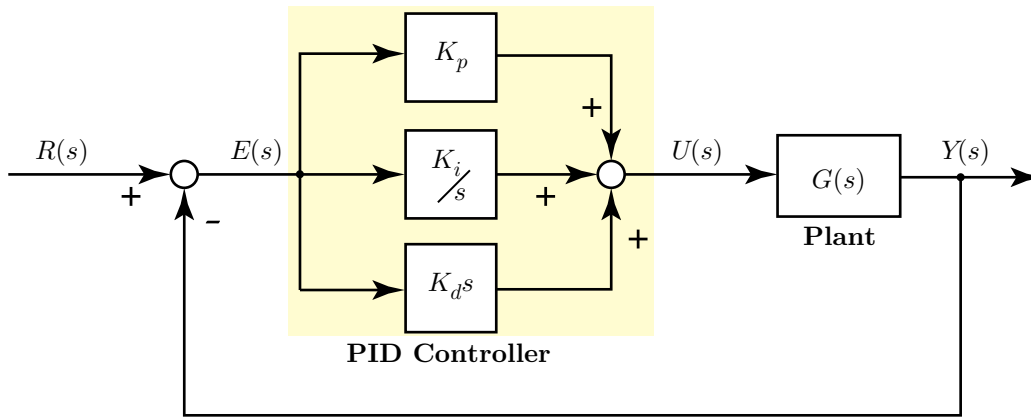 K_p
+
R(s)
E(s)
K_i/s
U(s)
Y(s)
G(s)
+
+
-
+
Plant
K_d s
PID Controller